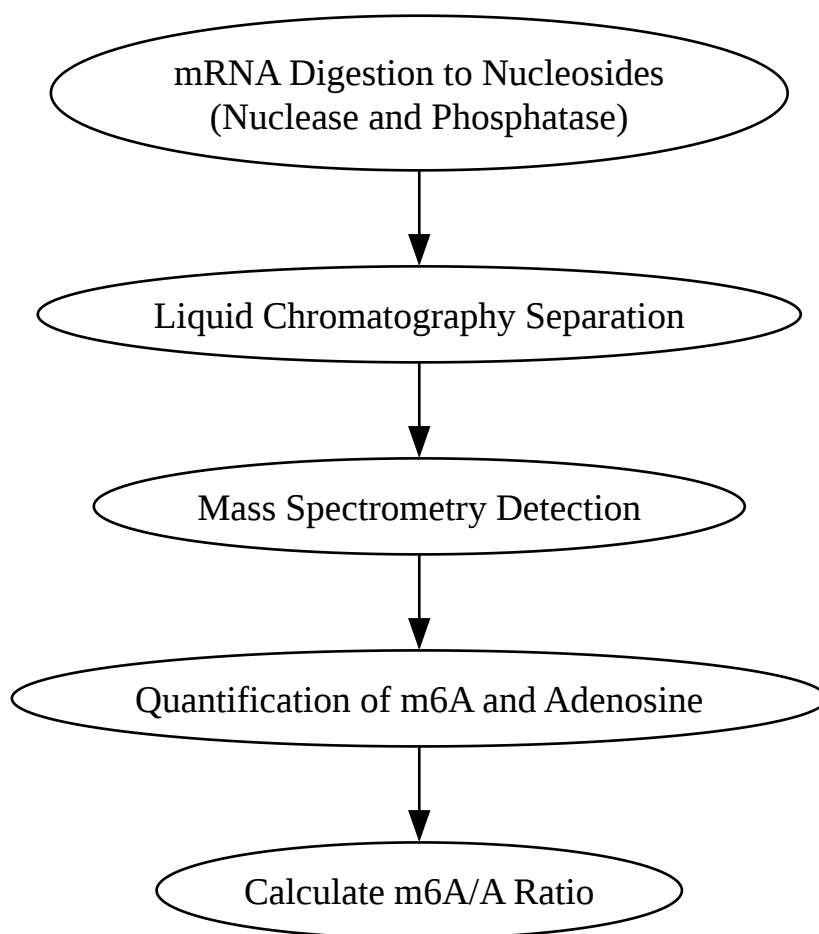 mRNA Digestion to Nucleosides
(Nuclease and Phosphatase)
Liquid Chromatography Separation
Mass Spectrometry Detection
Quantification of m6A and Adenosine
Calculate m6A/A Ratio